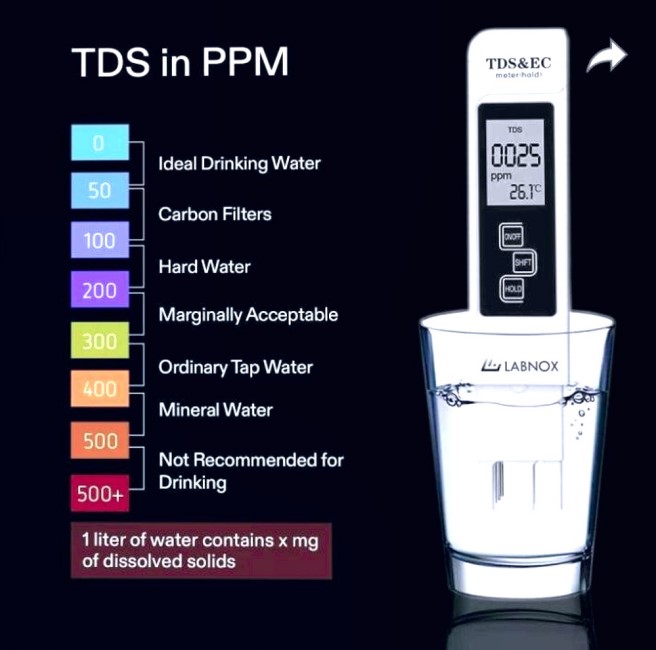 TDS in PPM
0
Ideal Drinking Water
50
Carbon Filters
100
Hard Water
200
Marginally Acceptable
300
Ordinary Tap Water
400
Mineral Water
500
Not Recommended for
Drinking
500+
1 liter of water contains x mg
of dissolved solids
TDS&EC
meter(hold)
TDS
0025
ppm
26.1°C
ON/OFF
SHIFT
HOLD
LABNOX